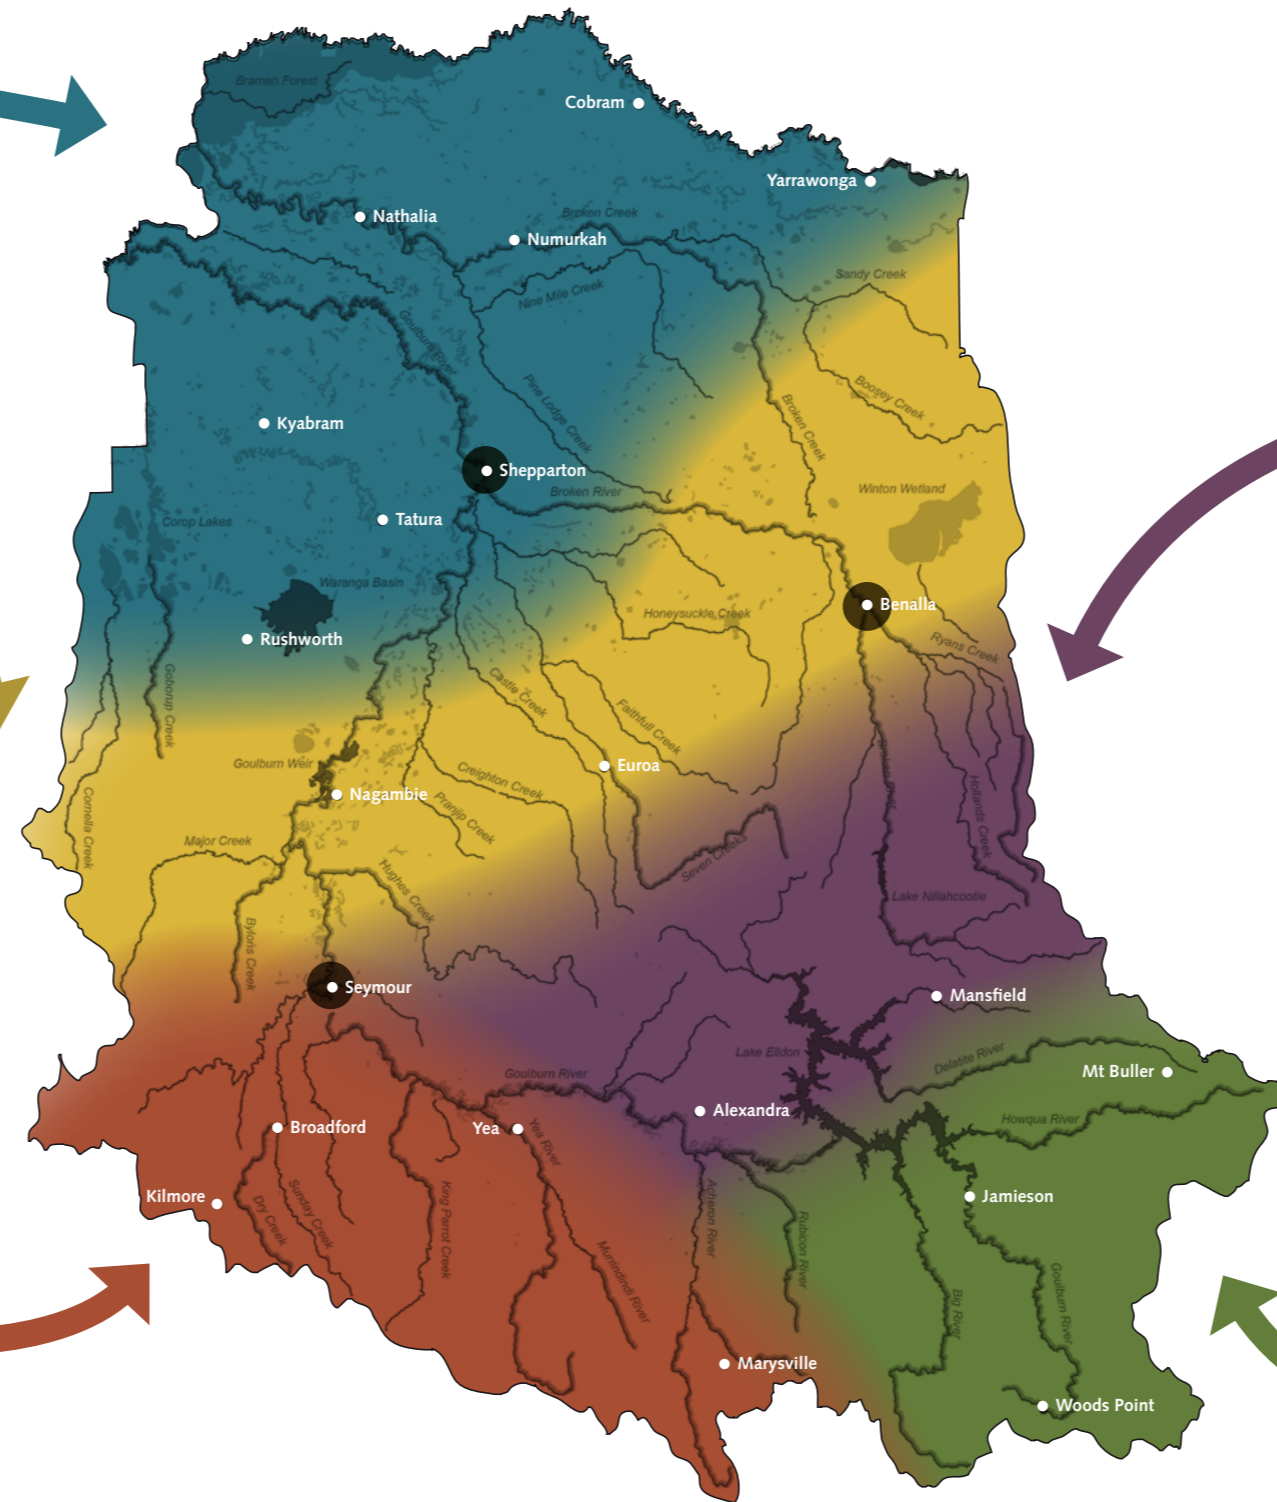 Barmah Forest
Cobram
Yarrawonga
Nathalia
Broken Creek
Numurkah
Sandy Creek
Nine Mile Creek
Goulburn River
Pine Lodge Creek
Boosey Creek
Broken Creek
Kyabram
Shepparton
Broken River
Winton Wetland
Tatura
Corop Lakes
Waranga Basin
Benalla
Honeysuckle Creek
Rushworth
Ryans Creek
Goborup Creek
Castle Creek
Faithfull Creek
Goulburn Weir
Euroa
Creighton Creek
Nagambie
Pranjip Creek
Hollands Creek
Cornella Creek
Major Creek
Seven Creeks
Hughes Creek
Lake Nillahcootie
Bylons Creek
Seymour
Mansfield
Lake Eildon
Delatite River
Goulburn River
Mt Buller
Alexandra
Howqua River
Broadford
Yea
Yea River
Kilmore
Jamieson
Dry Creek
Sunday Creek
King Parrot Creek
Acheron River
Rubicon River
Murrindindi River
Big River
Goulburn River
Marysville
Woods Point